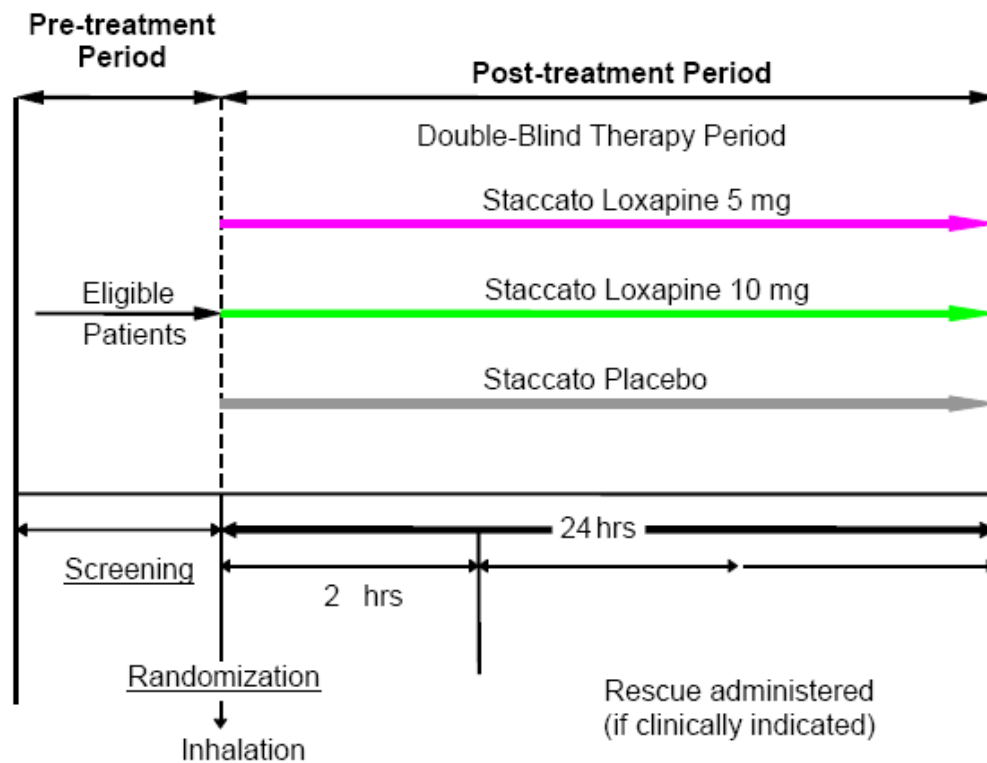 Pre-treatment
Period
Post-treatment Period
Double-Blind Therapy Period
Staccato Loxapine 5 mg
Eligible
Patients
Staccato Loxapine 10 mg
Staccato Placebo
24 hrs
Screening
2 hrs
Randomization
Inhalation
Rescue administered
(if clinically indicated)